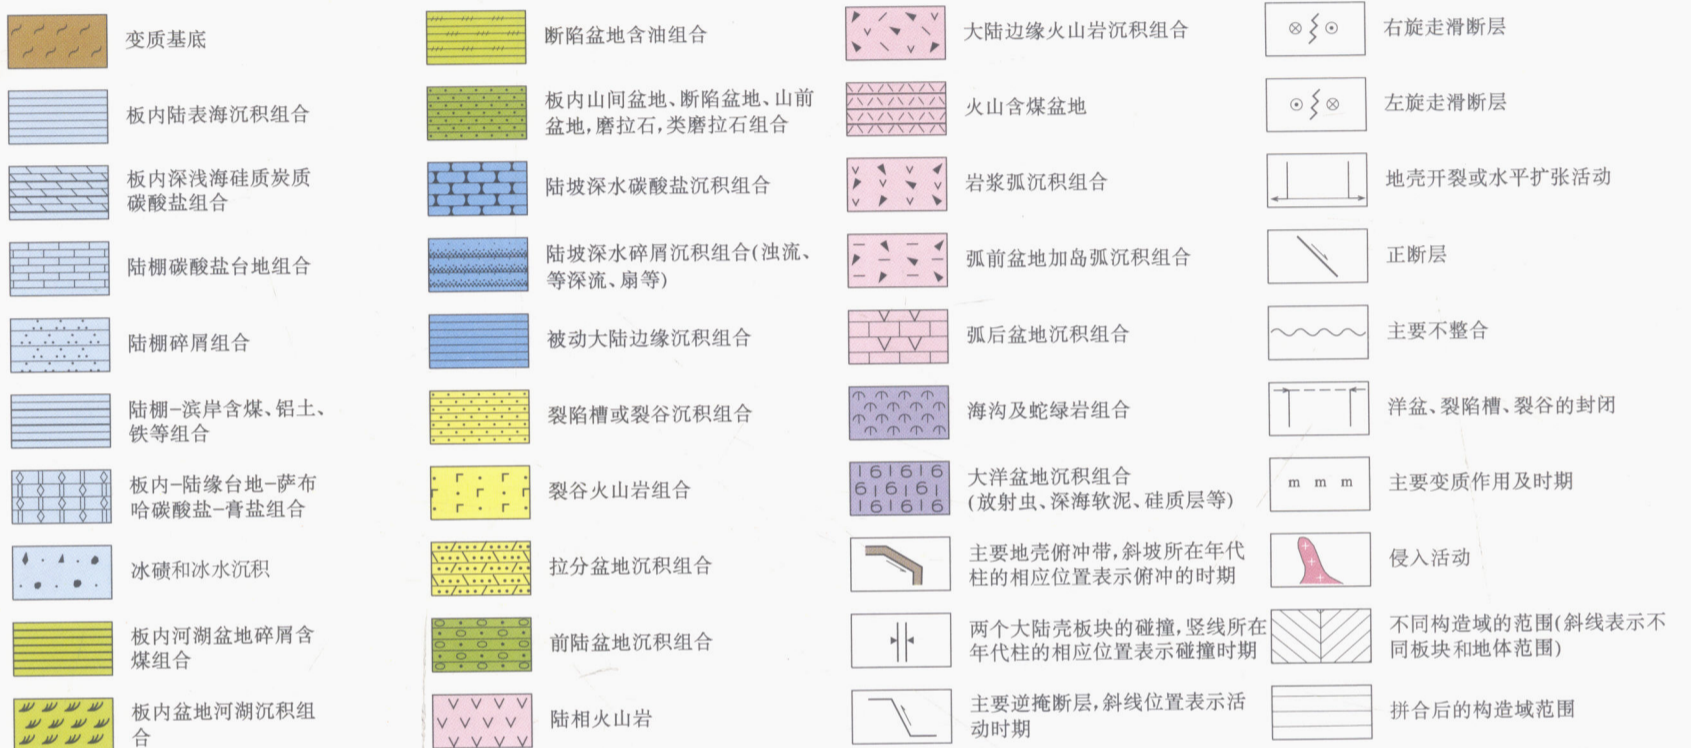 变质基底
板内陆表海沉积组合
板内深浅海硅质炭质
碳酸盐组合
陆棚碳酸盐台地组合
陆棚碎屑组合
陆棚-滨岸含煤、铝土、
铁等组合
板内-陆缘台地-萨布
哈碳酸盐-膏盐组合
冰碛和冰水沉积
板内河湖盆地碎屑含
煤组合
板内盆地河湖沉积组
合
断陷盆地含油组合
板内山间盆地、断陷盆地、山前
盆地,磨拉石,类磨拉石组合
陆坡深水碳酸盐沉积组合
陆坡深水碎屑沉积组合(浊流、
等深流、扇等)
被动大陆边缘沉积组合
裂陷槽或裂谷沉积组合
裂谷火山岩组合
拉分盆地沉积组合
前陆盆地沉积组合
陆相火山岩
大陆边缘火山岩沉积组合
火山含煤盆地
岩浆弧沉积组合
弧前盆地加岛弧沉积组合
弧后盆地沉积组合
海沟及蛇绿岩组合
大洋盆地沉积组合
(放射虫、深海软泥、硅质层等)
主要地壳俯冲带,斜坡所在年代
柱的相应位置表示俯冲的时期
两个大陆壳板块的碰撞,竖线所在
年代柱的相应位置表示碰撞时期
主要逆掩断层,斜线位置表示活
动时期
右旋走滑断层
左旋走滑断层
地壳开裂或水平扩张活动
正断层
主要不整合
洋盆、裂陷槽、裂谷的封闭
m m m
主要变质作用及时期
侵入活动
不同构造域的范围(斜线表示不
同板块和地体范围)
拼合后的构造域范围